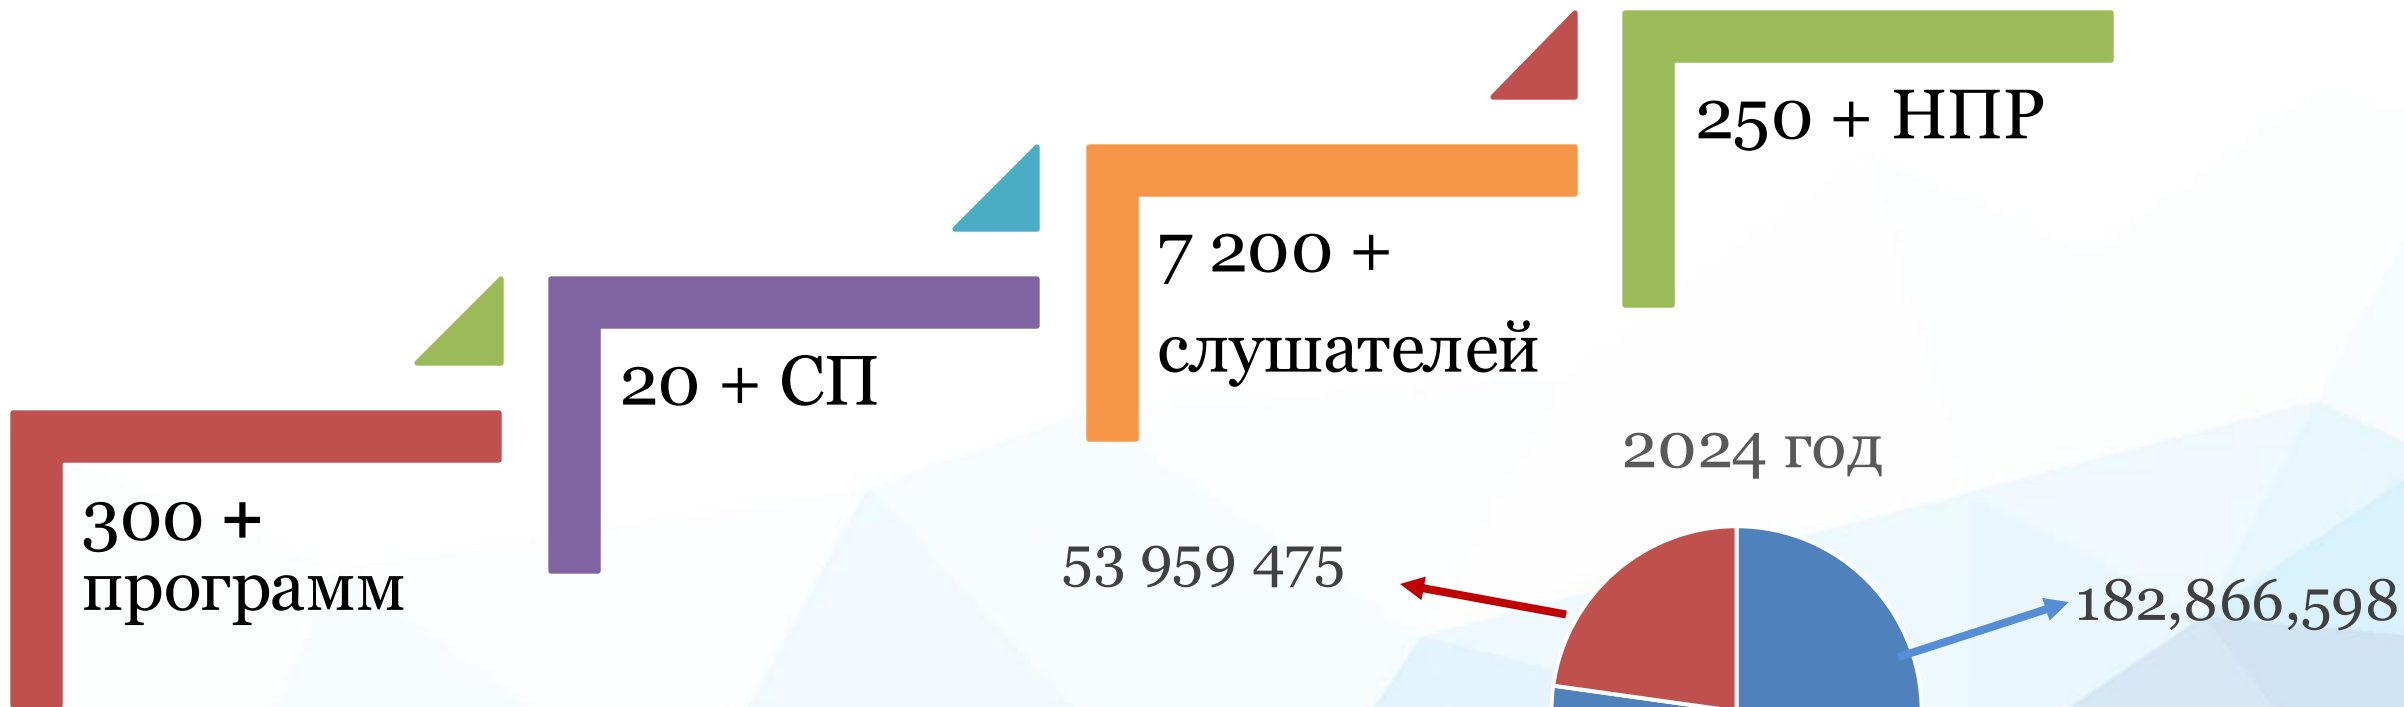 300 +
программ
20 + СП
7 200 +
слушателей
250 + НПР
2024 год
53 959 475
182,866,598